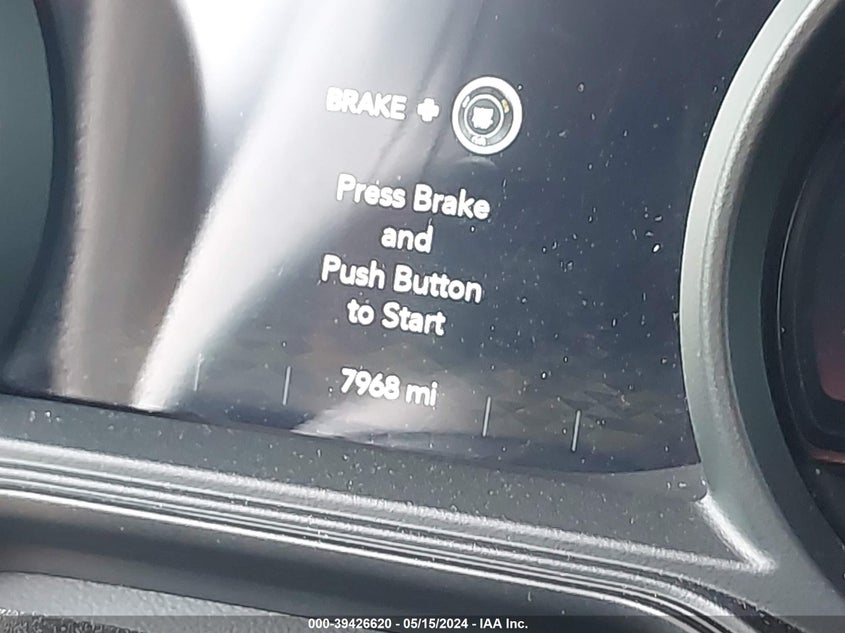 BRAKE +
Press Brake
and
Push Button
to Start
7968 mi
000-39426620 - 05/15/2024 - IAA Inc.